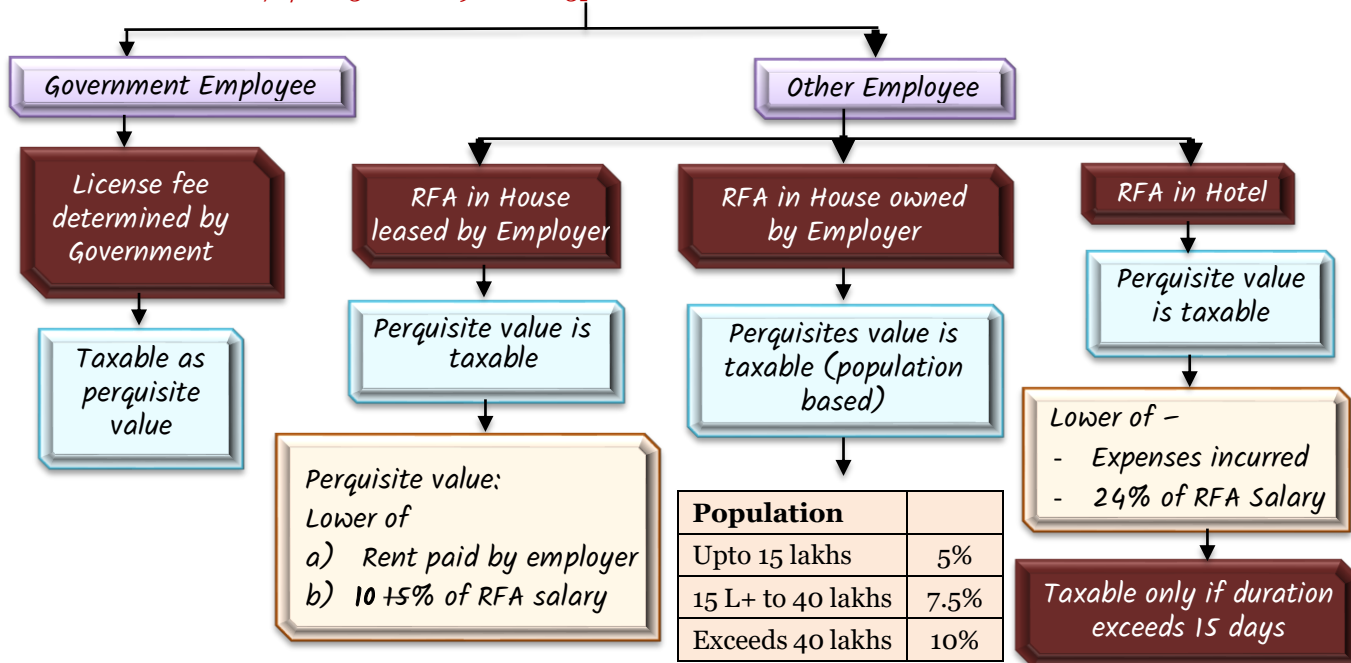 Government Employee
Other Employee
License fee
determined by
Government
RFA in House
leased by Employer
RFA in House owned
by Employer
RFA in Hotel
Taxable as
perquisite
value
Perquisite value is
taxable
Perquisites value is
taxable (population
based)
Perquisite value
is taxable
Perquisite value:
Lower of
a) Rent paid by employer
b) 10 15% of RFA salary
Population
Upto 15 lakhs 5%
15 L+ to 40 lakhs 7.5%
Exceeds 40 lakhs 10%
Lower of –
- Expenses incurred
- 24% of RFA Salary
Taxable only if duration
exceeds 15 days